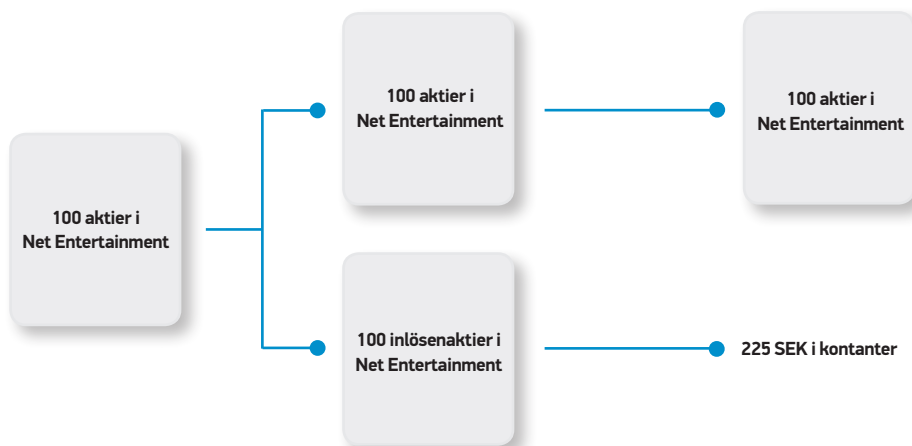 100 aktier i
Net Entertainment
100 aktier i
Net Entertainment
100 aktier i
Net Entertainment
100 inlösenaktier i
Net Entertainment
225 SEK i kontanter